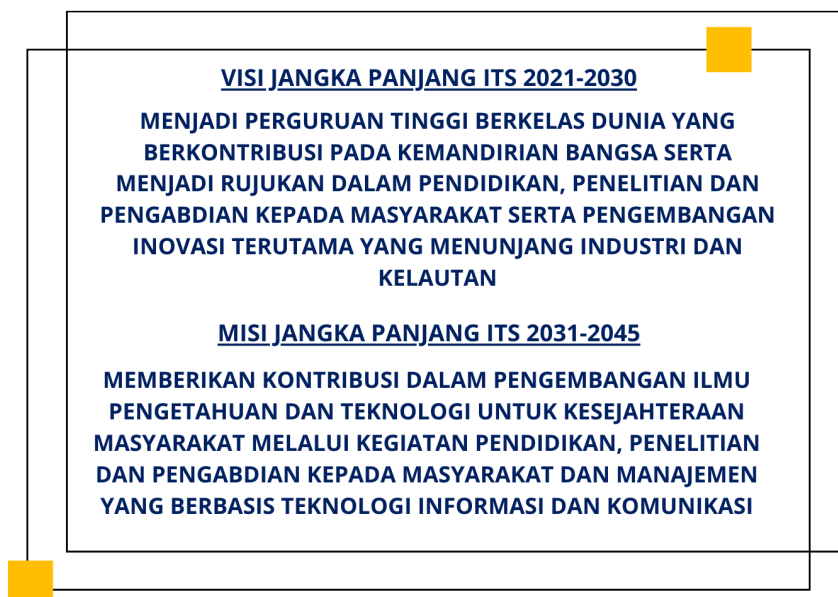 VISI JANGKA PANJANG ITS 2021-2030
MENJADI PERGURUAN TINGGI BERKELAS DUNIA YANG
BERKONTRIBUSI PADA KEMANDIRIAN BANGSA SERTA
MENJADI RUJUKAN DALAM PENDIDIKAN, PENELITIAN DAN
PENGABDIAN KEPADA MASYARAKAT SERTA PENGEMBANGAN
INOVASI TERUTAMA YANG MENUNJANG INDUSTRI DAN
KELAUTAN
MISI JANGKA PANJANG ITS 2031-2045
MEMBERIKAN KONTRIBUSI DALAM PENGEMBANGAN ILMU
PENGETAHUAN DAN TEKNOLOGI UNTUK KESEJAHTERAAN
MASYARAKAT MELALUI KEGIATAN PENDIDIKAN, PENELITIAN
DAN PENGABDIAN KEPADA MASYARAKAT DAN MANAJEMEN
YANG BERBASIS TEKNOLOGI INFORMASI DAN KOMUNIKASI